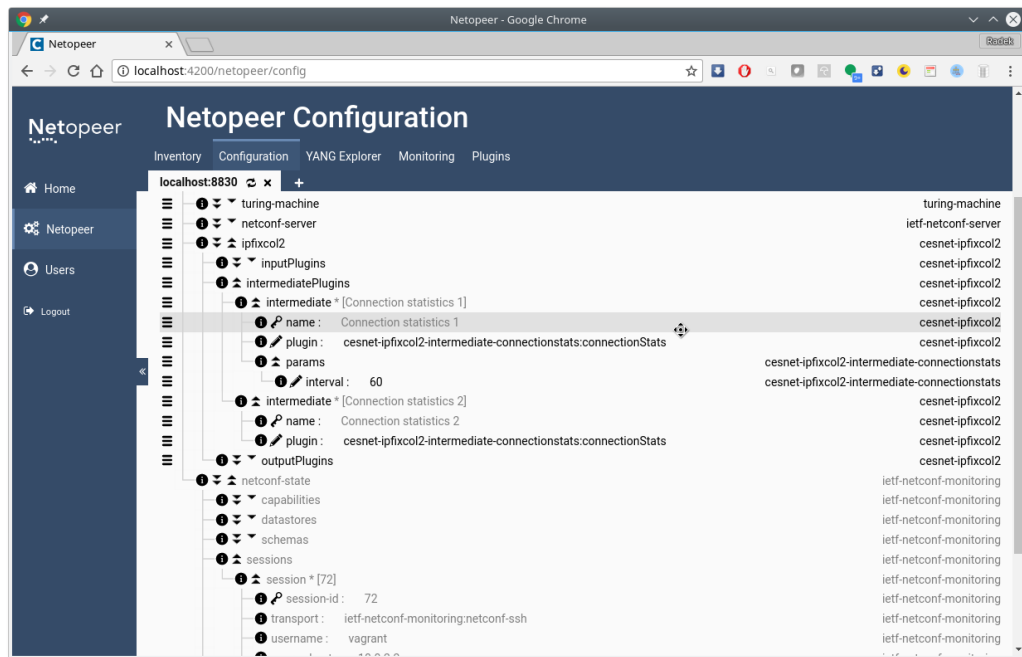 Netopeer - Google Chrome
Netopeer
Radek
localhost:4200/netopeer/config
Netopeer
Netopeer Configuration
Inventory Configuration YANG Explorer Monitoring Plugins
localhost:8830
Home
Netopeer
Users
Logout
turing-machine turing-machine
netconf-server ietf-netconf-server
ipfixcol2 cesnet-ipfixcol2
inputPlugins cesnet-ipfixcol2
intermediatePlugins cesnet-ipfixcol2
intermediate * [Connection statistics 1] cesnet-ipfixcol2
name : Connection statistics 1 cesnet-ipfixcol2
plugin : cesnet-ipfixcol2-intermediate-connectionstats:connectionStats cesnet-ipfixcol2
params cesnet-ipfixcol2-intermediate-connectionstats
interval : 60 cesnet-ipfixcol2-intermediate-connectionstats
intermediate * [Connection statistics 2] cesnet-ipfixcol2
name : Connection statistics 2 cesnet-ipfixcol2
plugin : cesnet-ipfixcol2-intermediate-connectionstats:connectionStats cesnet-ipfixcol2
outputPlugins cesnet-ipfixcol2
netconf-state ietf-netconf-monitoring
capabilities ietf-netconf-monitoring
datastores ietf-netconf-monitoring
schemas ietf-netconf-monitoring
sessions ietf-netconf-monitoring
session * [72] ietf-netconf-monitoring
session-id : 72 ietf-netconf-monitoring
transport : ietf-netconf-monitoring:netconf-ssh ietf-netconf-monitoring
username : vagrant ietf-netconf-monitoring